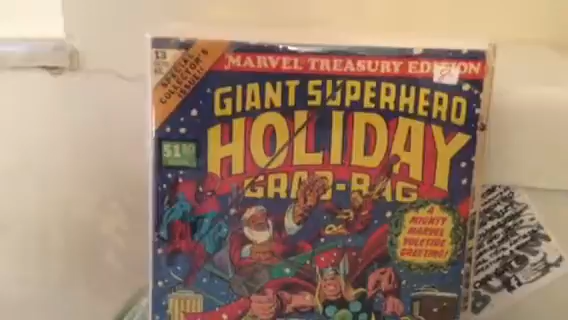 MARVEL TREASURY EDITION
13
SPECIAL
COLLECTOR'S
ISSUE!!
GIANT SUPERHERO
HOLIDAY
GRAB-BAG
$1.50
A
MIGHTY
MARVEL
YULETIDE
GREETING!